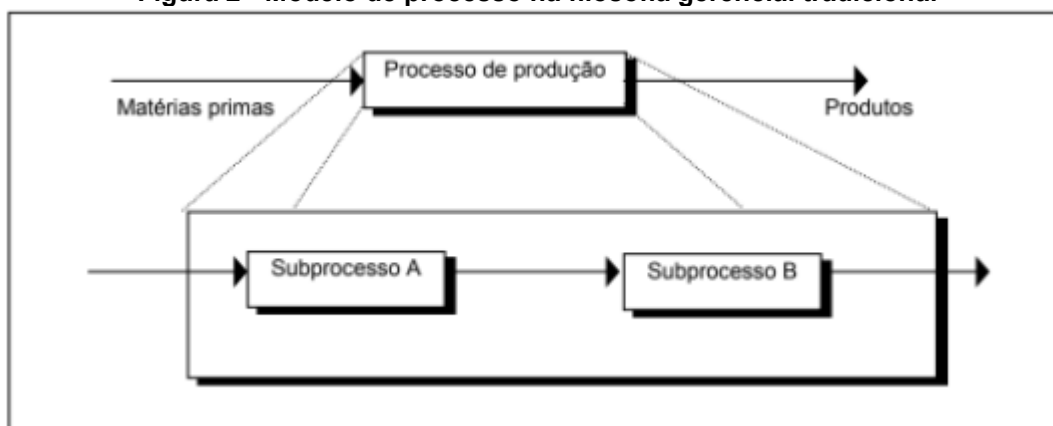 Figura 2 - Modelo de processo na filosofia gerencial tradicional
Processo de produção
Matérias primas
Produtos
Subprocesso A
Subprocesso B